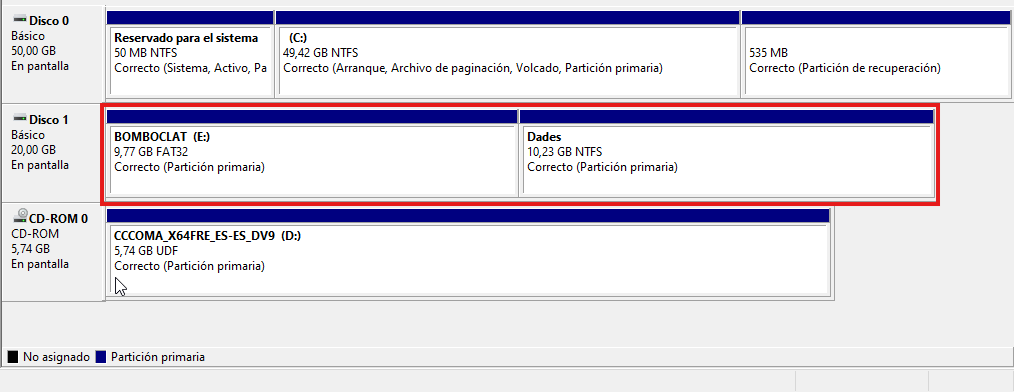 Disco 0
Básico
50,00 GB
En pantalla
Reservado para el sistema
50 MB NTFS
Correcto (Sistema, Activo, Pa
(C:)
49,42 GB NTFS
Correcto (Arranque, Archivo de paginación, Volcado, Partición primaria)
535 MB
Correcto (Partición de recuperación)
Disco 1
Básico
20,00 GB
En pantalla
BOMBOCLAT (E:)
9,77 GB FAT32
Correcto (Partición primaria)
Dades
10,23 GB NTFS
Correcto (Partición primaria)
CD-ROM 0
CD-ROM
5,74 GB
En pantalla
CCCOMA_X64FRE_ES-ES_DV9 (D:)
5,74 GB UDF
Correcto (Partición primaria)
No asignado
Partición primaria